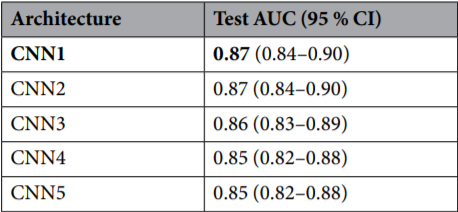 Architecture Test AUC (95 % CI)
CNN1 0.87 (0.84–0.90)
CNN2 0.87 (0.84–0.90)
CNN3 0.86 (0.83–0.89)
CNN4 0.85 (0.82–0.88)
CNN5 0.85 (0.82–0.88)